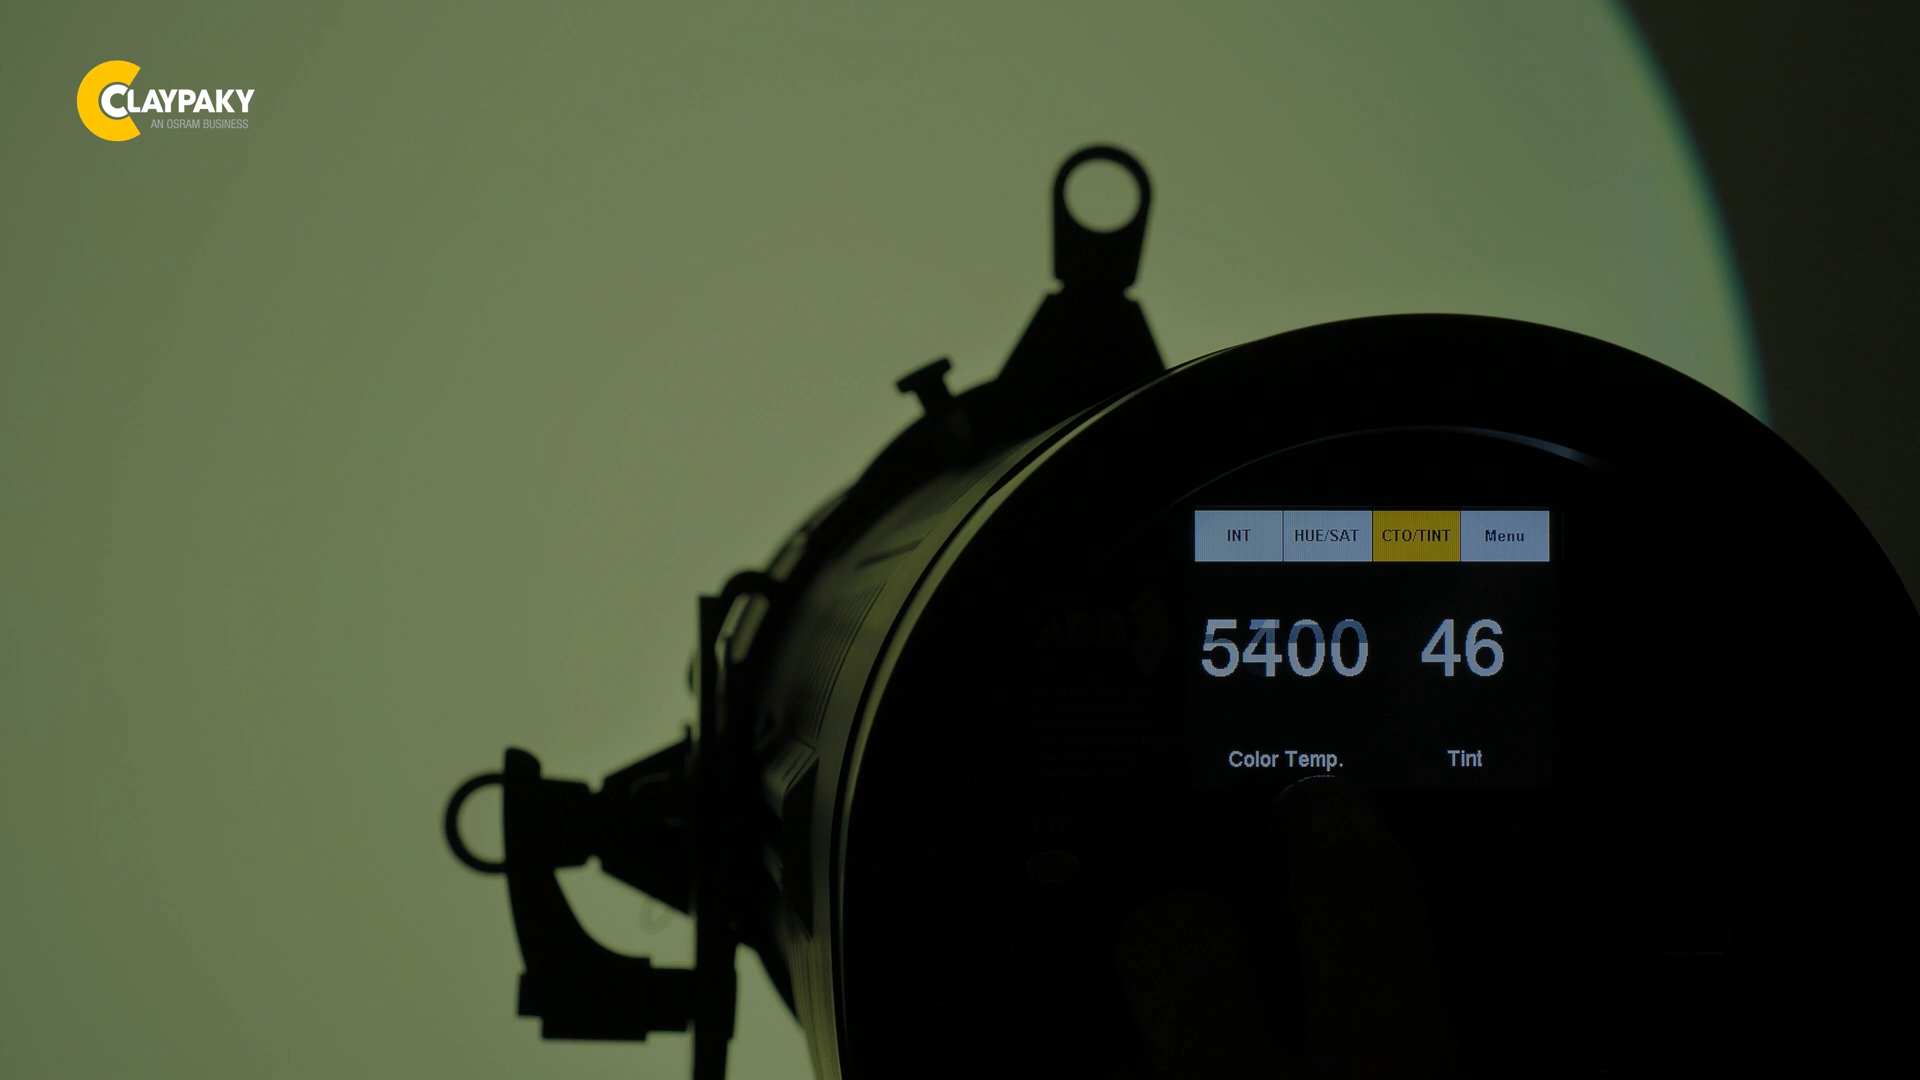 CLAYPAKY
AN OSRAM BUSINESS
INT HUE/SAT CTO/TINT Menu
5400 46
Color Temp. Tint